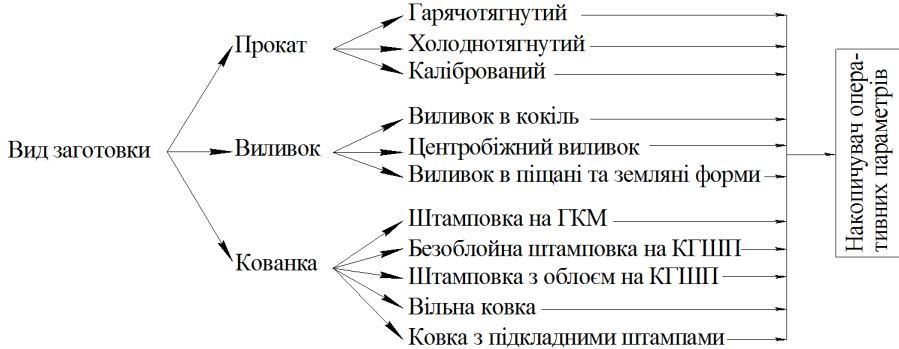 Вид заготовки
Прокат
Гарячотягнутий
Холоднотягнутий
Калібрований
Виливок
Виливок в кокіль
Центробіжний виливок
Виливок в піщані та земляні форми
Кованка
Штамповка на ГКМ
Безоблойна штамповка на КГШП
Штамповка з облоєм на КГШП
Вільна ковка
Ковка з підкладними штампами
Накопичувач опера-
тивних параметрів